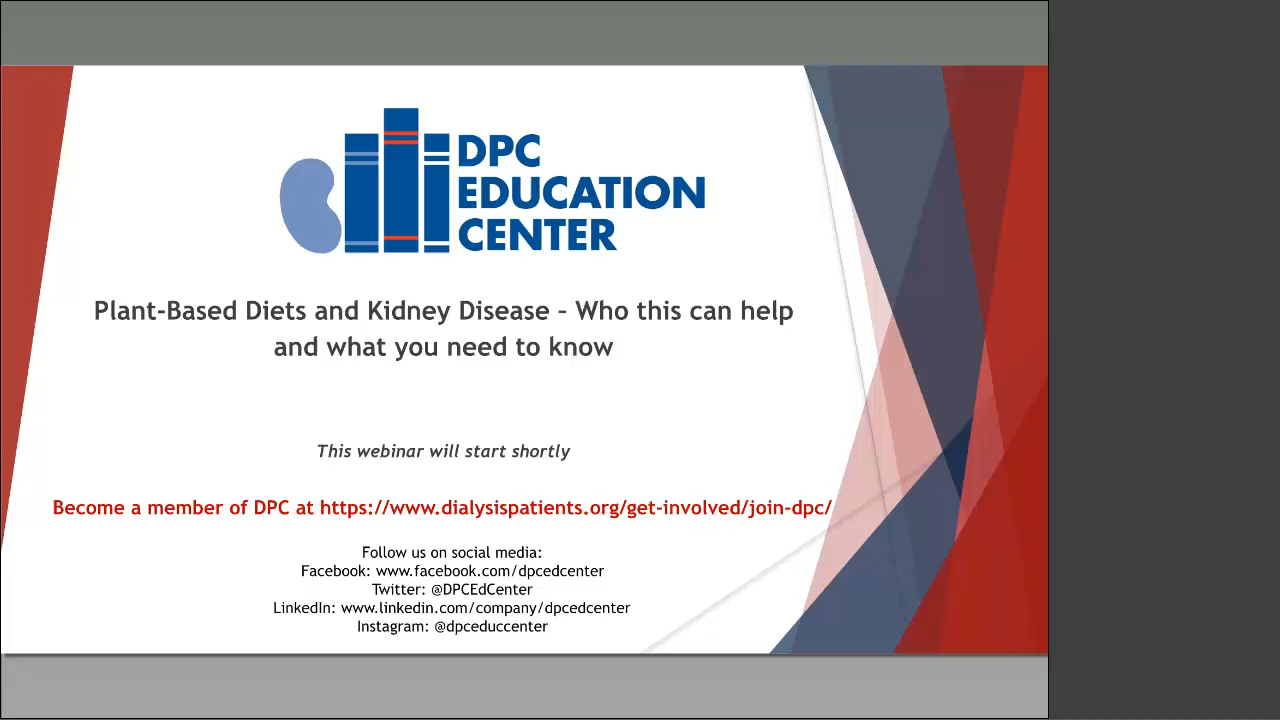 DPC
EDUCATION
CENTER
Plant-Based Diets and Kidney Disease – Who this can help
and what you need to know
This webinar will start shortly
Become a member of DPC at https://www.dialysispatients.org/get-involved/join-dpc/
Follow us on social media:
Facebook: www.facebook.com/dpcedcenter
Twitter: @DPCEdCenter
LinkedIn: www.linkedin.com/company/dpcedcenter
Instagram: @dpceduccenter